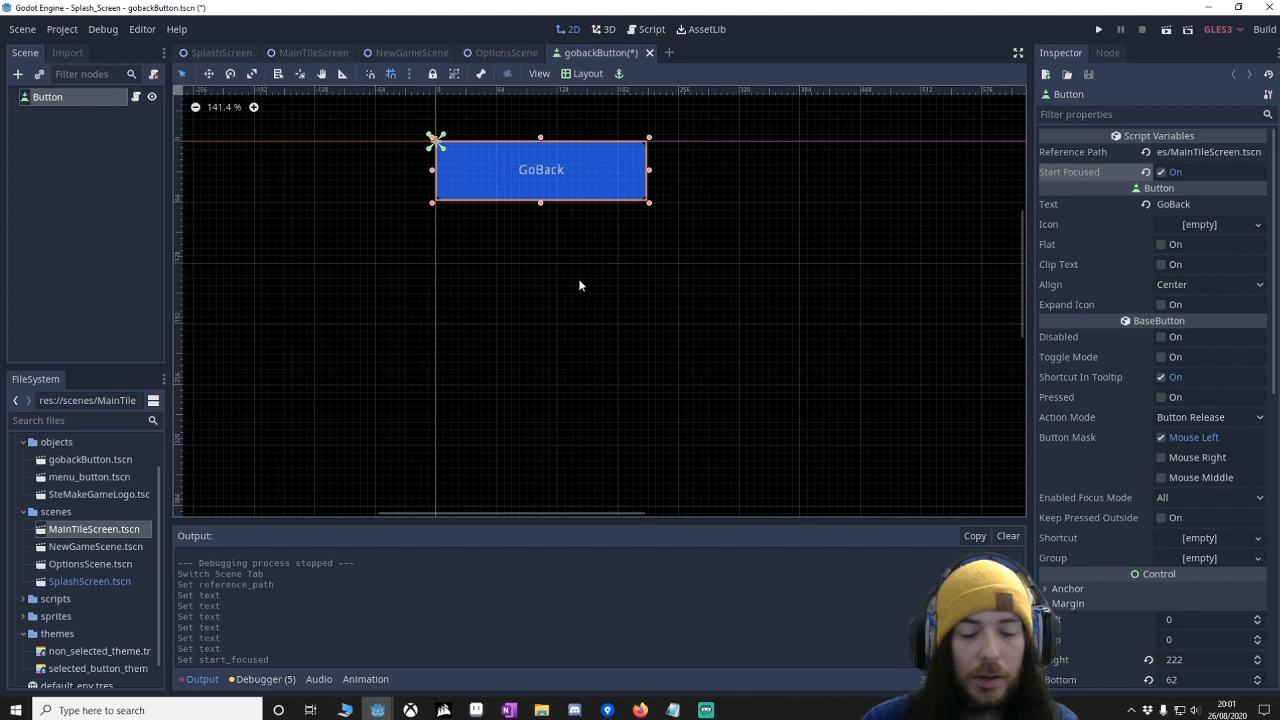 Godot Engine - Splash_Screen - gobackButton.tscn (*)
Scene Project Debug Editor Help
2D 3D Script AssetLib
GLES3 Build
Scene Import
SplashScreen MainTileScreen NewGameScene OptionsScene gobackButton(*)
Inspector Node
Filter nodes
View Layout
Button
141.4 %
GoBack
Button
Filter properties
Script Variables
Reference Path es/MainTileScreen.tscn
Start Focused On
Button
Text GoBack
Icon [empty]
Flat On
Clip Text On
Align Center
Expand Icon On
BaseButton
Disabled On
Toggle Mode On
Shortcut In Tooltip On
Pressed On
Action Mode Button Release
Button Mask Mouse Left
Mouse Right
Mouse Middle
Enabled Focus Mode All
Keep Pressed Outside On
Shortcut [empty]
Group [empty]
Control
Anchor
Margin
0
0
222
Bottom 62
FileSystem
res://scenes/MainTile
Search files
objects
gobackButton.tscn
menu_button.tscn
SteMakeGameLogo.tsc
scenes
MainTileScreen.tscn
NewGameScene.tscn
OptionsScene.tscn
SplashScreen.tscn
scripts
sprites
themes
non_selected_theme.tr
selected_button_them
default_env.tres
Output: Copy Clear
--- Debugging process stopped ---
Switch Scene Tab
Set reference_path
Set text
Set text
Set text
Set text
Set text
Set text
Set start_focused
Output Debugger (5) Audio Animation
Type here to search
20:01
26/08/2020